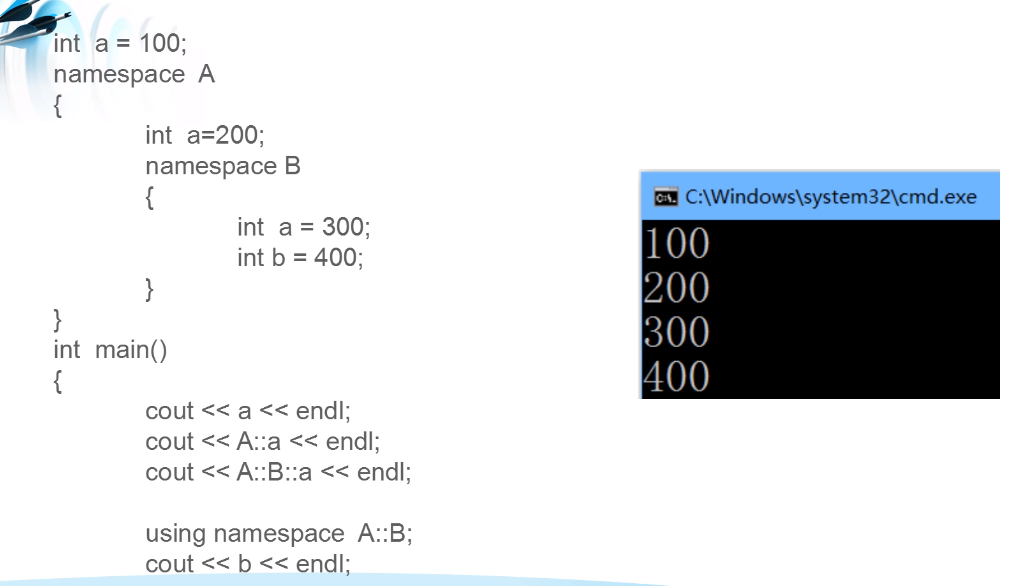 int a = 100;
namespace A
{
int a=200;
namespace B
{
int a = 300;
int b = 400;
}
}
int main()
{
cout << a << endl;
cout << A::a << endl;
cout << A::B::a << endl;
using namespace A::B;
cout << b << endl;
C:\Windows\system32\cmd.exe
100
200
300
400